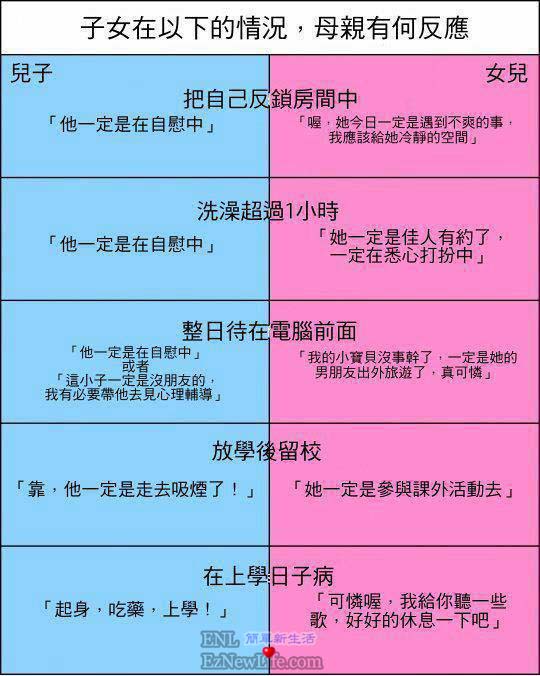 子女在以下的情況，母親有何反應
兒子
女兒
把自己反鎖房間中
「他一定是在自慰中」
「喔，她今日一定是遇到不爽的事，
我應該給她冷靜的空間」
洗澡超過1小時
「他一定是在自慰中」
「她一定是佳人有約了，
一定在悉心打扮中」
整日待在電腦前面
「他一定是在自慰中」
或者
「這小子一定是沒朋友的，
我有必要帶他去見心理輔導」
「我的小寶貝沒事幹了，一定是她的
男朋友出外旅遊了，真可憐」
放學後留校
「靠，他一定是走去吸煙了！」
「她一定是參與課外活動去」
在上學日子病
「起身，吃藥，上學！」
「可憐喔，我給你聽一些
歌，好好的休息一下吧」
ENL 簡單新生活
EzNewLife.com